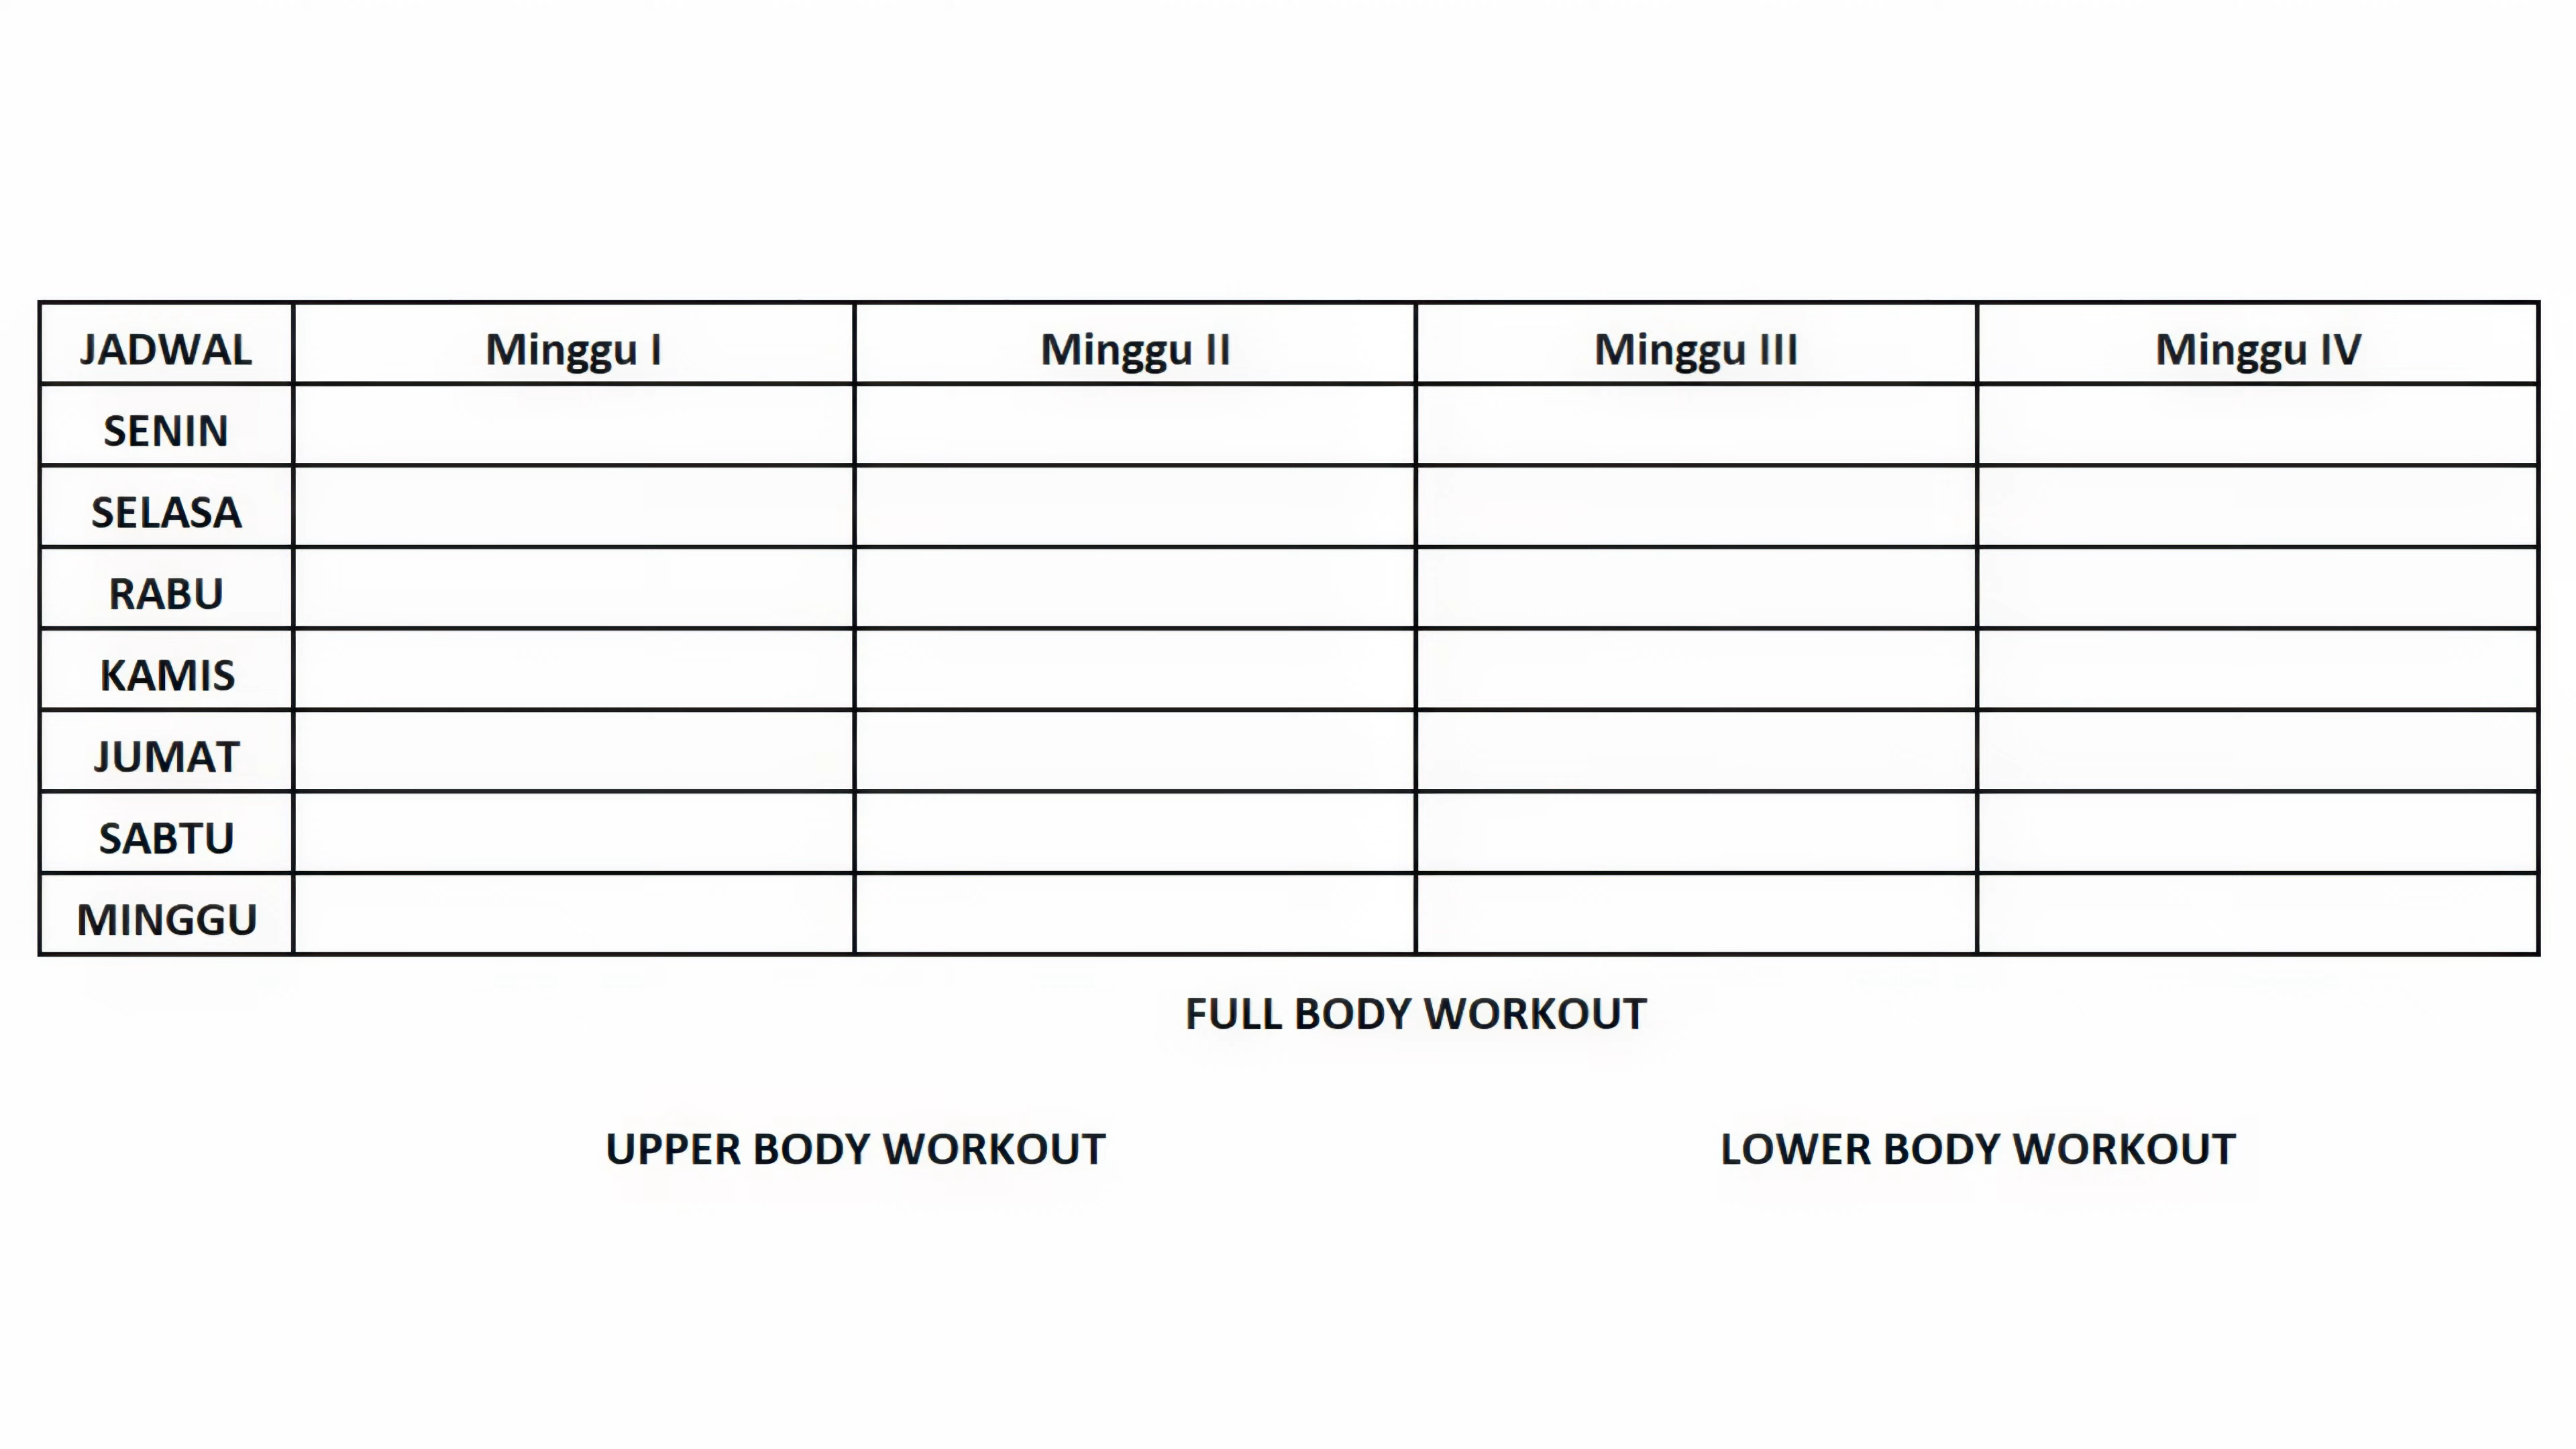 JADWAL Minggu I Minggu II Minggu III Minggu IV
SENIN
SELASA
RABU
KAMIS
JUMAT
SABTU
MINGGU
FULL BODY WORKOUT
UPPER BODY WORKOUT LOWER BODY WORKOUT